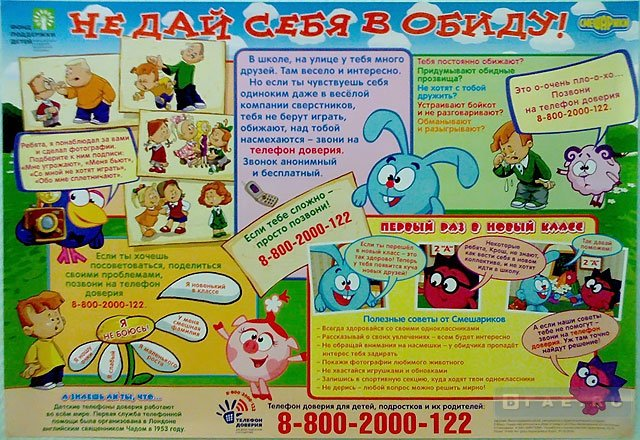 ФОНД
ПОДДЕРЖКИ
ДЕТЕЙ
НЕ ДАЙ СЕБЯ В ОБИДУ!
СМЕШАРИКИ
В школе, на улице у тебя много
друзей. Там весело и интересно.
Но если ты чувствуешь себя
одиноким даже в весёлой
компании сверстников,
тебя не берут играть,
обижают, над тобой
насмехаются – звони на
телефон доверия.
Звонок анонимный
и бесплатный.
Тебя постоянно обижают?
Придумывают обидные
прозвища?
Не хотят с тобой
дружить?
Устраивают бойкот
и не разговаривают?
Обманывают
и разыгрывают?
Это о-очень пло-о-хо...
Позвони
на телефон доверия
8-800-2000-122.
Ребята, я понаблюдал за вами
и сделал фотографии.
Подберите к ним подписи:
«Мне угрожают», «Меня бьют»,
«Со мной не хотят играть»,
«Обо мне сплетничают».
Если тебе сложно –
просто позвони!
8-800-2000-122
Если ты хочешь
посоветоваться, поделиться
своими проблемами,
позвони на телефон
доверия
8-800-2000-122.
Я новенький
в классе
У меня
смешная
фамилия
Я маленького
роста
Я слабый
Я ношу
Я НЕ БОЮСЬ!
ПЕРВЫЙ РАЗ В НОВЫЙ КЛАСС
Если ты перешёл
в новый класс – это
так здорово! Теперь
у тебя появится куча
новых друзей!
2 "А"
Некоторые
ребята, Крош, не знают,
как вести себя в новом
коллективе, и не хотят
идти в школу
2 "А"
Так давай
поможем!
Полезные советы от Смешариков
– Всегда здоровайся со своими одноклассниками
– Рассказывай о своих увлечениях – всем будет интересно
– Не обращай внимания на насмешки – у обидчика пропадёт
интерес тебя задирать
– Покажи фотографии любимого животного
– Не хвастайся игрушками и обновками
– Запишись в спортивную секцию, куда ходят твои одноклассники
– Не дерись – любой вопрос можно решить мирно!
А если наши советы
тебе не помогут –
звони на телефон
доверия. Уж там точно
найдут решение!
А ЗНАЕШЬ ЛИ ТЫ, ЧТО...
Детские телефоны доверия работают
во всём мире. Первая служба телефонной
помощи была организована в Лондоне
английским священником Чадом в 1953 году.
8 800 2000 122
ТЕЛЕФОН
ДОВЕРИЯ
Телефон доверия для детей, подростков и их родителей:
8-800-2000-122